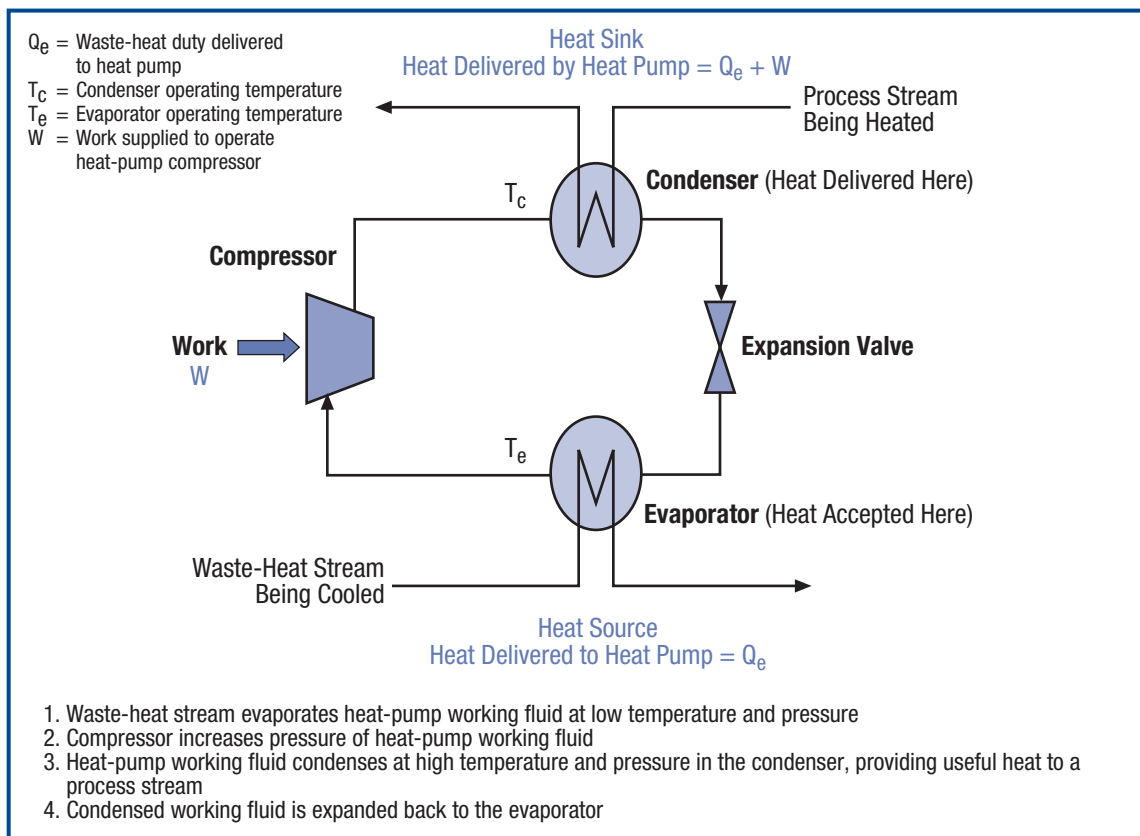 Qe = Waste-heat duty delivered
to heat pump
Tc = Condenser operating temperature
Te = Evaporator operating temperature
W = Work supplied to operate
heat-pump compressor
Heat Sink
Heat Delivered by Heat Pump = Qe + W
Process Stream
Being Heated
Condenser (Heat Delivered Here)
Tc
Compressor
Work
W
Expansion Valve
Te
Evaporator (Heat Accepted Here)
Waste-Heat Stream
Being Cooled
Heat Source
Heat Delivered to Heat Pump = Qe
1. Waste-heat stream evaporates heat-pump working fluid at low temperature and pressure
2. Compressor increases pressure of heat-pump working fluid
3. Heat-pump working fluid condenses at high temperature and pressure in the condenser, providing useful heat to a
process stream
4. Condensed working fluid is expanded back to the evaporator